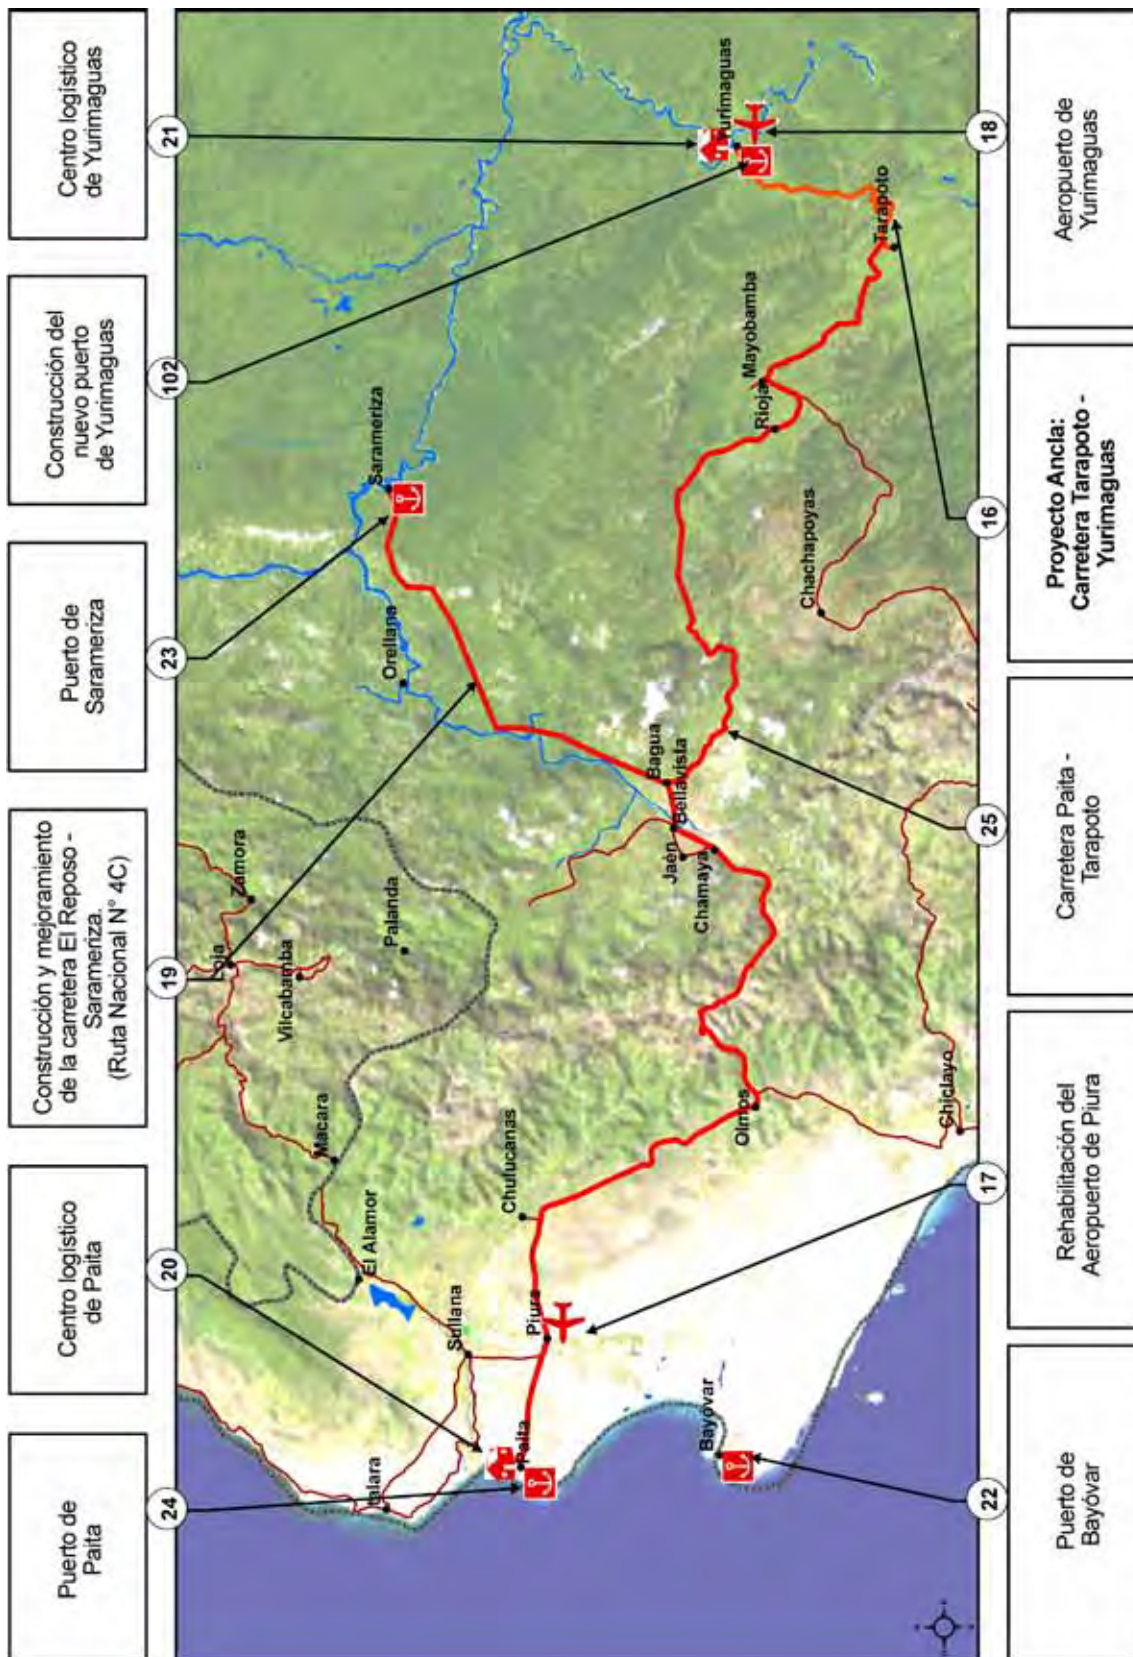 Puerto de
Paita
Centro logístico
de Paita
Construcción y mejoramiento
de la carretera El Reposo -
Sarameriza.
(Ruta Nacional N° 4C)
Puerto de
Sarameriza
Construcción del
nuevo puerto
de Yurimaguas
Centro logístico
de Yurimaguas
24
20
19
23
102
21
oja
Zamora
Vilcabamba
Macara
Palanda
El Alamor
Talara
Sullana
Orellana
Sarameriza
Chufucanas
Paita
Piura
Bagua
Bellavista
Jaén
Chamaya
Yurimaguas
Bayóvar
Olmos
Rioja
Mayobamba
Chachapoyas
Tarapoto
Chiclayo
22
17
25
16
18
Puerto de
Bayóvar
Rehabilitación del
Aeropuerto de Piura
Carretera Paita -
Tarapoto
Proyecto Ancla:
Carretera Tarapoto -
Yurimaguas
Aeropuerto de
Yurimaguas